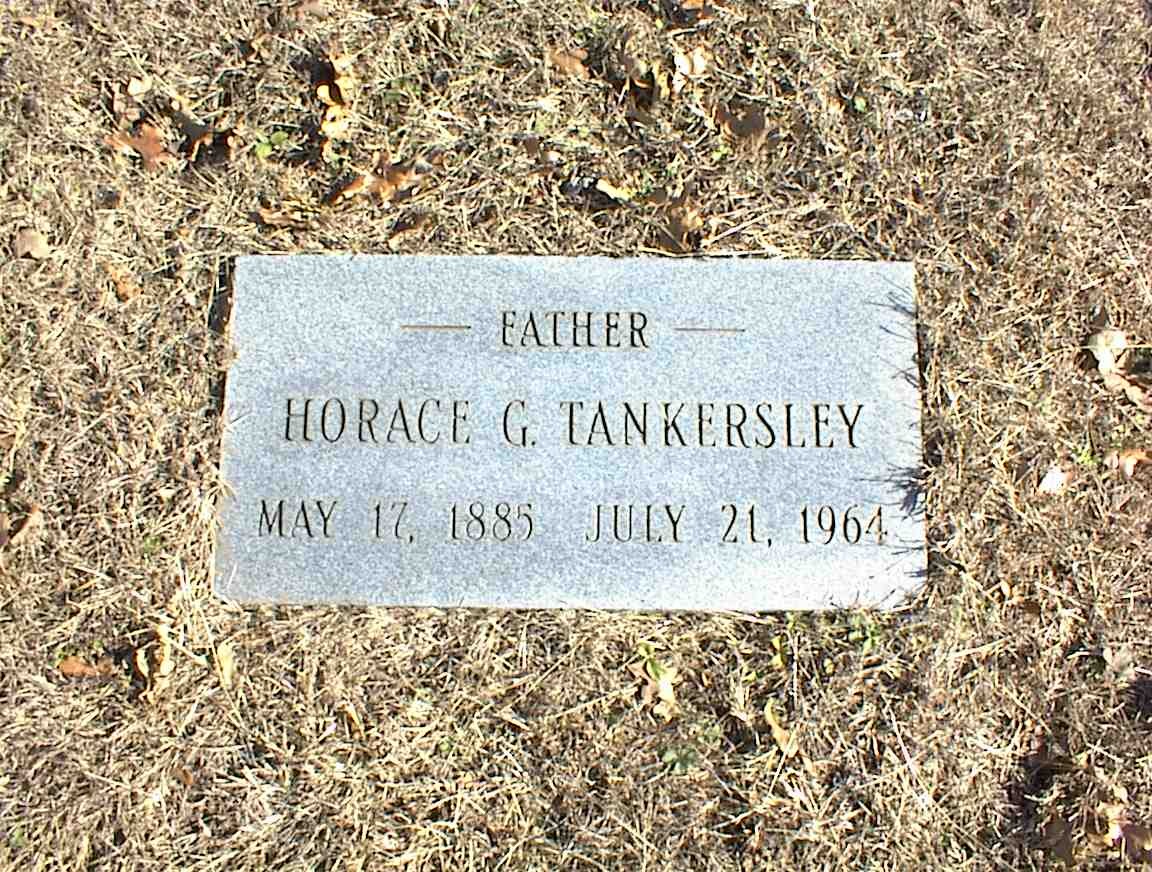 FATHER
HORACE G. TANKERSLEY
MAY 17, 1885 JULY 21, 1964